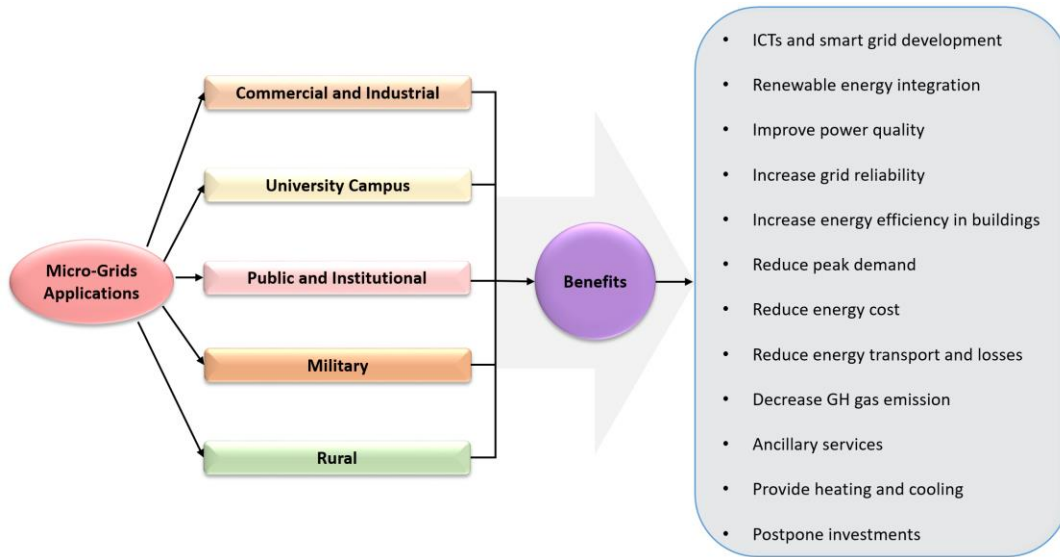 Micro-Grids
Applications
Commercial and Industrial
University Campus
Public and Institutional
Military
Rural
Benefits
• ICTs and smart grid development
• Renewable energy integration
• Improve power quality
• Increase grid reliability
• Increase energy efficiency in buildings
• Reduce peak demand
• Reduce energy cost
• Reduce energy transport and losses
• Decrease GH gas emission
• Ancillary services
• Provide heating and cooling
• Postpone investments